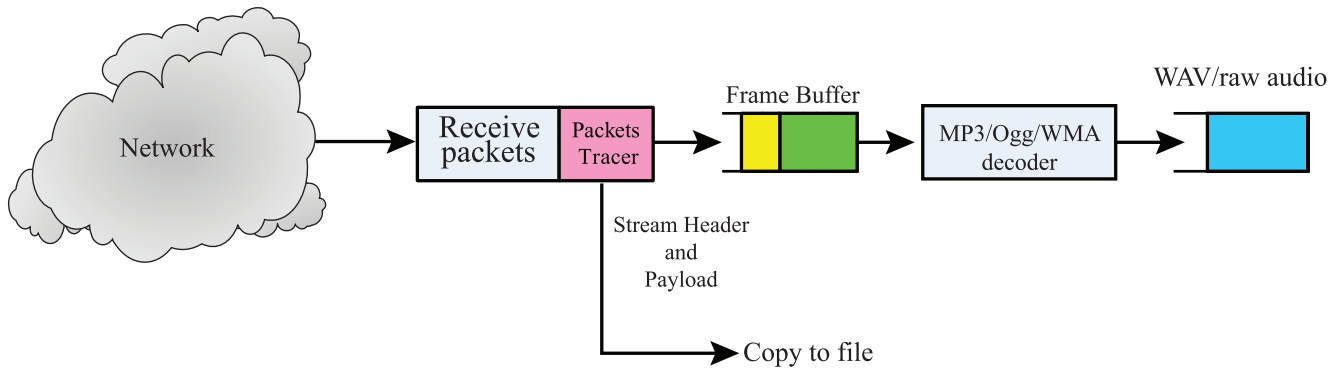 Network
Receive
packets
Packets
Tracer
Frame Buffer
MP3/Ogg/WMA
decoder
WAV/raw audio
Stream Header
and
Payload
Copy to file